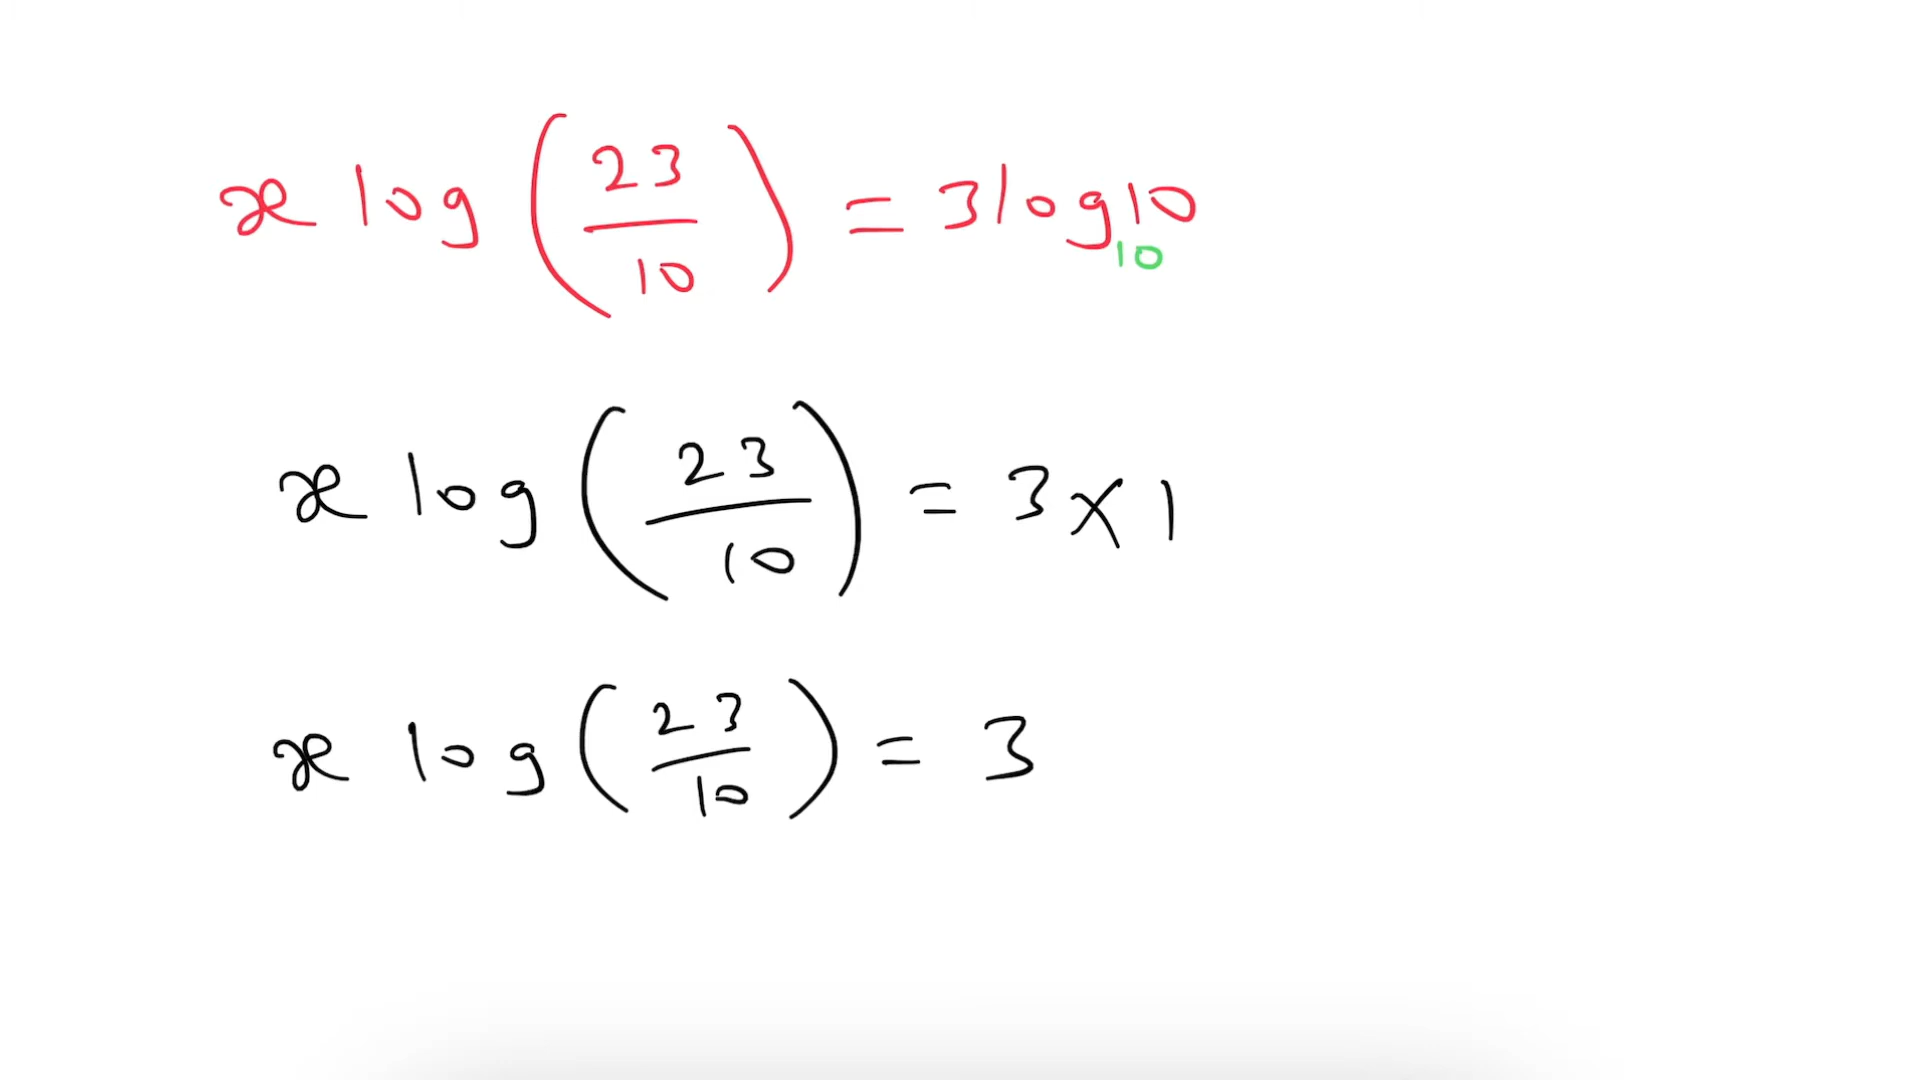 x log (23/10) = 3 log₁₀ 10
x log (23/10) = 3 × 1
x log (23/10) = 3